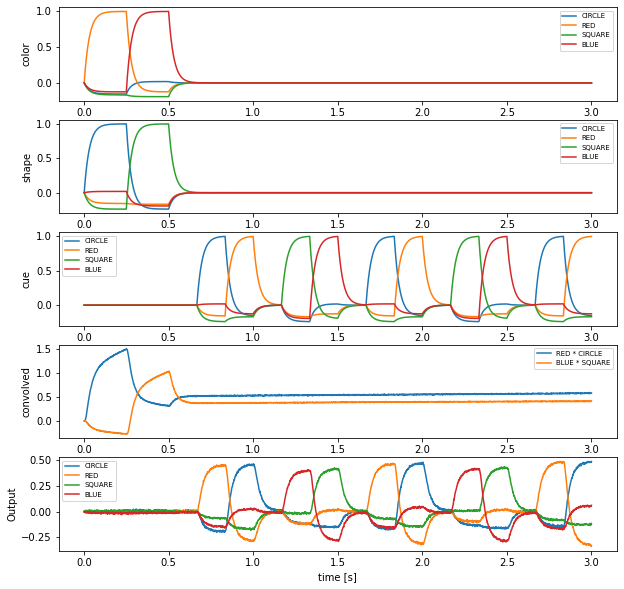 color
1.0
0.5
0.0
CIRCLE
RED
SQUARE
BLUE
0.0 0.5 1.0 1.5 2.0 2.5 3.0
shape
1.0
0.5
0.0
CIRCLE
RED
SQUARE
BLUE
0.0 0.5 1.0 1.5 2.0 2.5 3.0
cue
1.0
0.5
0.0
CIRCLE
RED
SQUARE
BLUE
0.0 0.5 1.0 1.5 2.0 2.5 3.0
convolved
1.5
1.0
0.5
0.0
RED * CIRCLE
BLUE * SQUARE
0.0 0.5 1.0 1.5 2.0 2.5 3.0
Output
0.50
0.25
0.00
−0.25
CIRCLE
RED
SQUARE
BLUE
0.0 0.5 1.0 1.5 2.0 2.5 3.0
time [s]